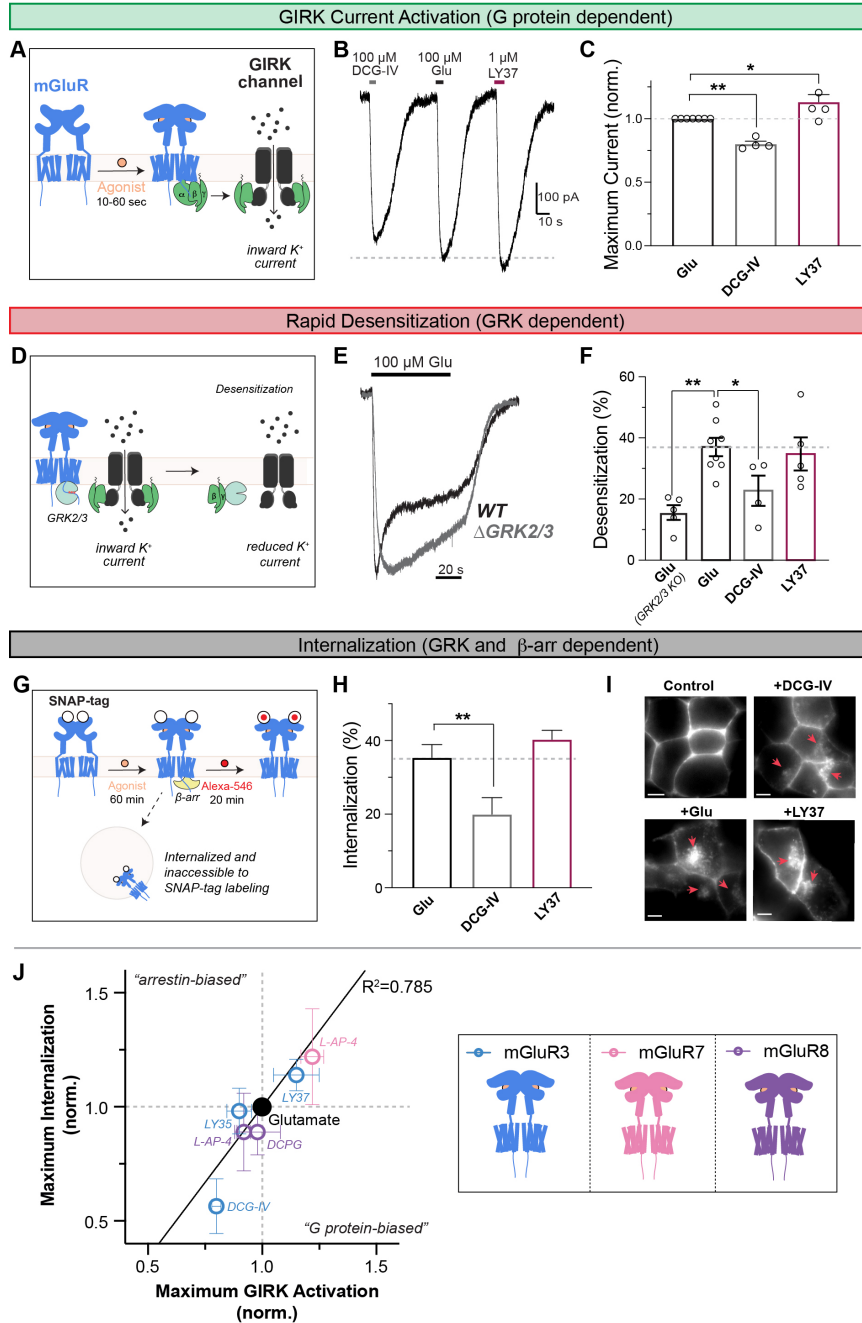 GIRK Current Activation (G protein dependent)
A
mGluR
GIRK
channel
Agonist
10-60 sec
α
β
γ
inward K⁺
current
B
100 µM
DCG-IV
100 µM
Glu
1 µM
LY37
100 pA
10 s
C
Maximum Current (norm.)
1.0
0.5
0.0
*
**
Glu
DCG-IV
LY37
Rapid Desensitization (GRK dependent)
D
Desensitization
GRK2/3
inward K⁺
current
β
γ
reduced K⁺
current
E
100 µM Glu
WT
ΔGRK2/3
20 s
F
Desensitization (%)
60
40
20
0
**
*
Glu
(GRK2/3 KO)
Glu
DCG-IV
LY37
Internalization (GRK and β-arr dependent)
G
SNAP-tag
Agonist
60 min
β-arr
Alexa-546
20 min
Internalized and
inaccessible to
SNAP-tag labeling
H
Internalization (%)
40
20
0
**
Glu
DCG-IV
LY37
I
Control
+DCG-IV
+Glu
+LY37
J
Maximum Internalization
(norm.)
1.5
1.0
0.5
"arrestin-biased"
R²=0.785
L-AP-4
LY37
LY35
Glutamate
L-AP-4
DCPG
DCG-IV
"G protein-biased"
0.5
1.0
1.5
Maximum GIRK Activation
(norm.)
mGluR3
mGluR7
mGluR8